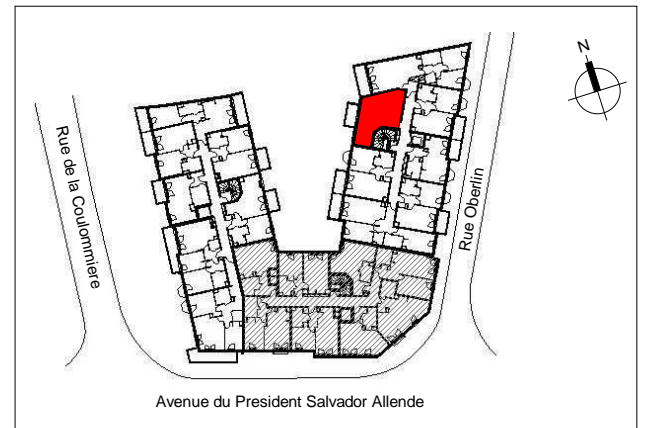 N
Rue de la Coulommiere
Rue Oberlin
Avenue du President Salvador Allende